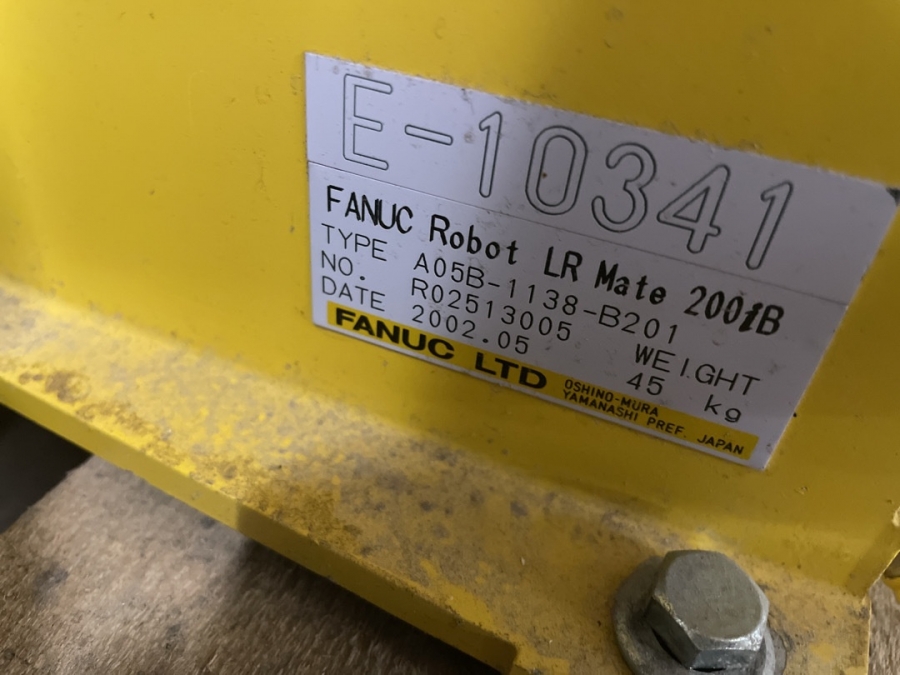 E-10341
FANUC Robot LR Mate 200iB
TYPE A05B-1138-B201
NO. R02513005 WEIGHT
DATE 2002.05 45 kg
FANUC LTD OSHINO-MURA
YAMANASHI PREF. JAPAN